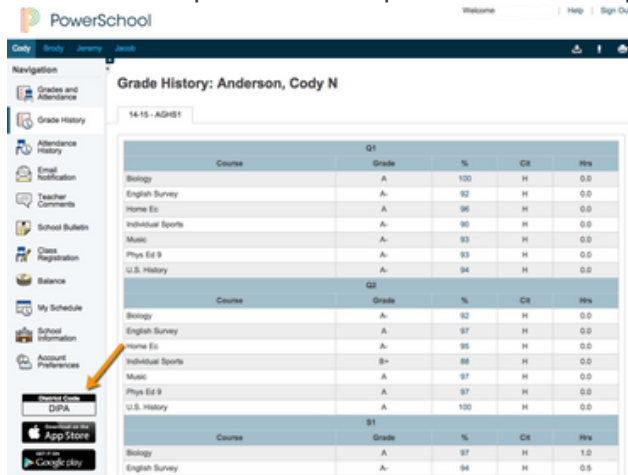 PowerSchool
Welcome Help Sign Ou
Cody Brody Jeremy Jacob
Navigation
Grades and
Attendance
Grade History
Attendance
History
Email
Notification
Teacher
Comments
School Bulletin
Class
Registration
Balance
My Schedule
School
Information
Account
Preferences
District Code
DIPA
Download on the
App Store
GET IT ON
Google play
Grade History: Anderson, Cody N
14-15 - AGHS1
Q1
Course Grade % Cit Hrs
Biology A 100 H 0.0
English Survey A- 92 H 0.0
Home Ec A 96 H 0.0
Individual Sports A- 90 H 0.0
Music A- 93 H 0.0
Phys Ed 9 A- 93 H 0.0
U.S. History A- 94 H 0.0
Q2
Course Grade % Cit Hrs
Biology A- 92 H 0.0
English Survey A 97 H 0.0
Home Ec A- 95 H 0.0
Individual Sports B+ 88 H 0.0
Music A 97 H 0.0
Phys Ed 9 A 97 H 0.0
U.S. History A 100 H 0.0
S1
Course Grade % Cit Hrs
Biology A 97 H 1.0
English Survey A- 94 H 0.5